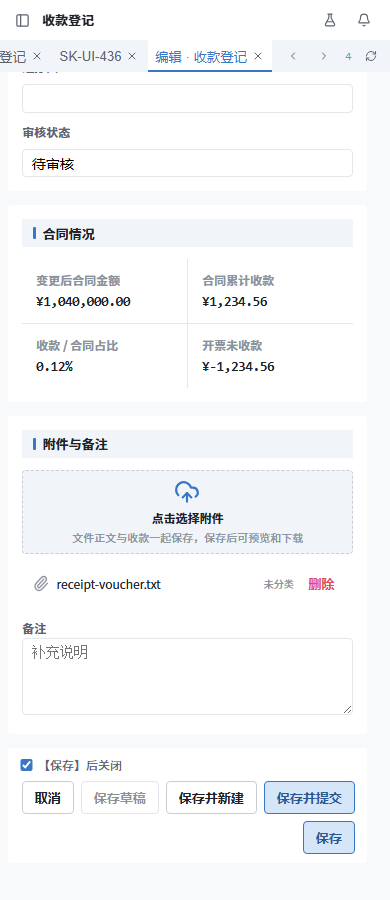 收款登记
登记
SK-UI-436
编辑 · 收款登记
4
审核状态
待审核
合同情况
变更后合同金额
¥1,040,000.00
合同累计收款
¥1,234.56
收款 / 合同占比
0.12%
开票未收款
¥-1,234.56
附件与备注
点击选择附件
文件正文与收款一起保存，保存后可预览和下载
receipt-voucher.txt
未分类
删除
备注
补充说明
【保存】后关闭
取消
保存草稿
保存并新建
保存并提交
保存